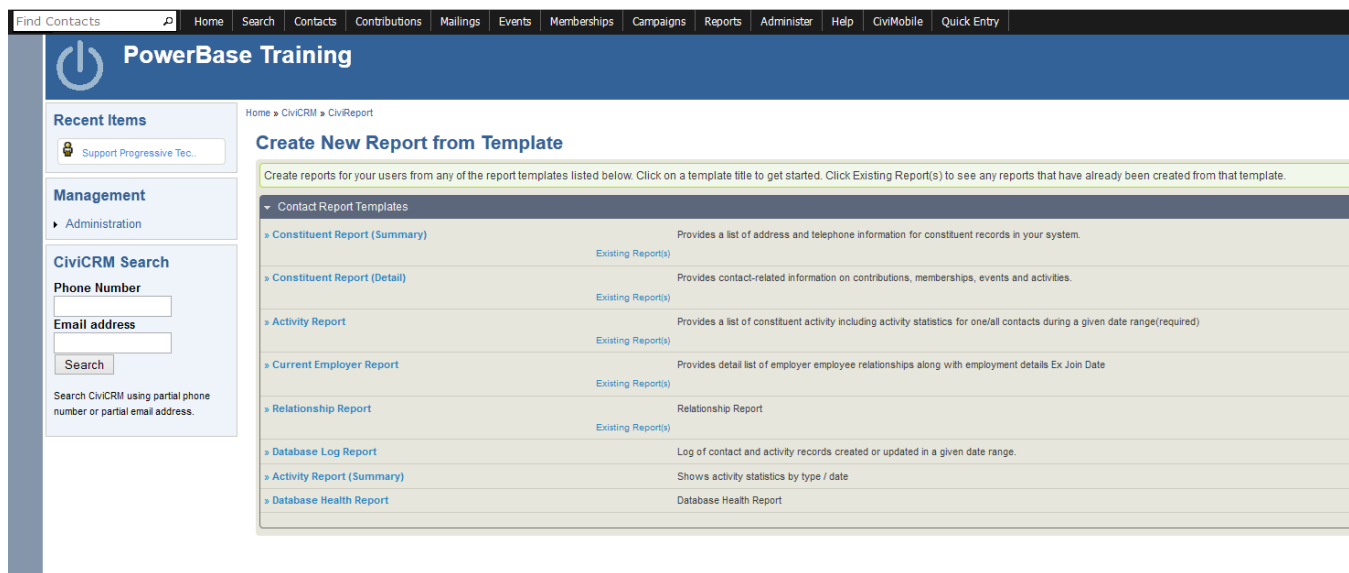 Find Contacts Home Search Contacts Contributions Mailings Events Memberships Campaigns Reports Administer Help CiviMobile Quick Entry
PowerBase Training
Recent Items
Support Progressive Tec..
Management
Administration
CiviCRM Search
Phone Number
Email address
Search
Search CiviCRM using partial phone
number or partial email address.
Home » CiviCRM » CiviReport
Create New Report from Template
Create reports for your users from any of the report templates listed below. Click on a template title to get started. Click Existing Report(s) to see any reports that have already been created from that template.
Contact Report Templates
» Constituent Report (Summary) Provides a list of address and telephone information for constituent records in your system.
Existing Report(s)
» Constituent Report (Detail) Provides contact-related information on contributions, memberships, events and activities.
Existing Report(s)
» Activity Report Provides a list of constituent activity including activity statistics for one/all contacts during a given date range(required)
Existing Report(s)
» Current Employer Report Provides detail list of employer employee relationships along with employment details Ex Join Date
Existing Report(s)
» Relationship Report Relationship Report
Existing Report(s)
» Database Log Report Log of contact and activity records created or updated in a given date range.
» Activity Report (Summary) Shows activity statistics by type / date
» Database Health Report Database Health Report